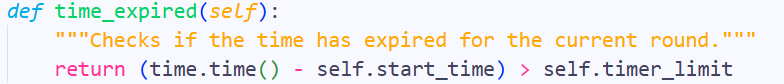 def time_expired(self):
    """Checks if the time has expired for the current round."""
    return (time.time() - self.start_time) > self.timer_limit